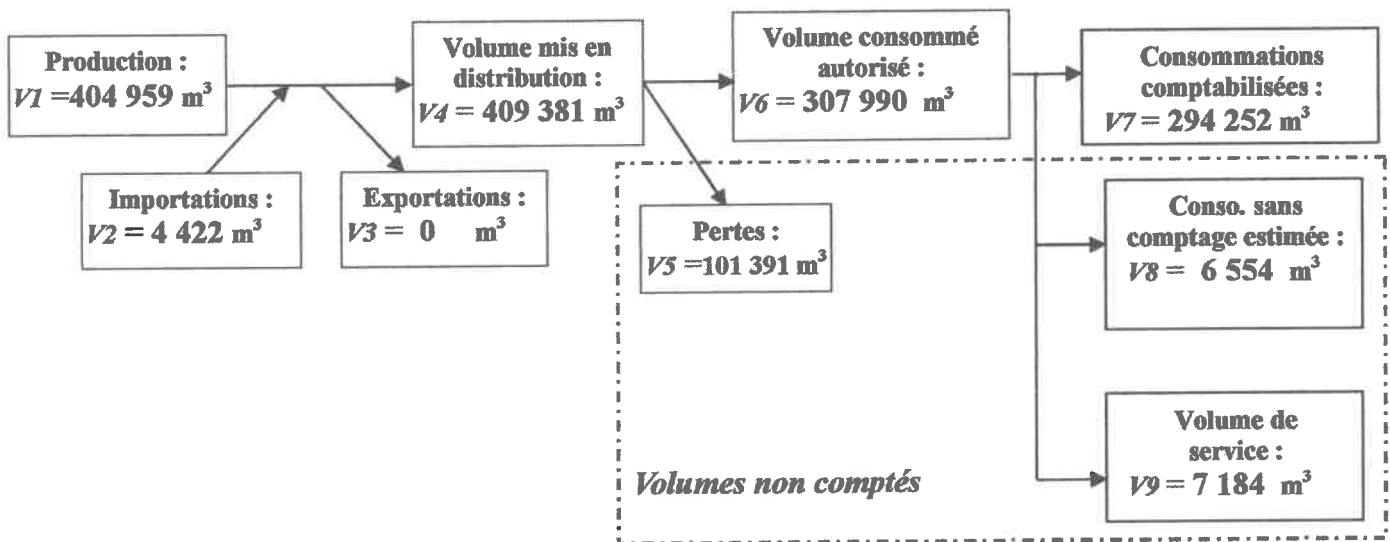 Production :
V1 =404 959 m³
Volume mis en
distribution :
V4 = 409 381 m³
Volume consommé
autorisé :
V6 = 307 990 m³
Consommations
comptabilisées :
V7 = 294 252 m³
Importations :
V2 = 4 422 m³
Exportations :
V3 = 0 m³
Pertes :
V5 =101 391 m³
Conso. sans
comptage estimée :
V8 = 6 554 m³
Volume de
service :
V9 = 7 184 m³
Volumes non comptés